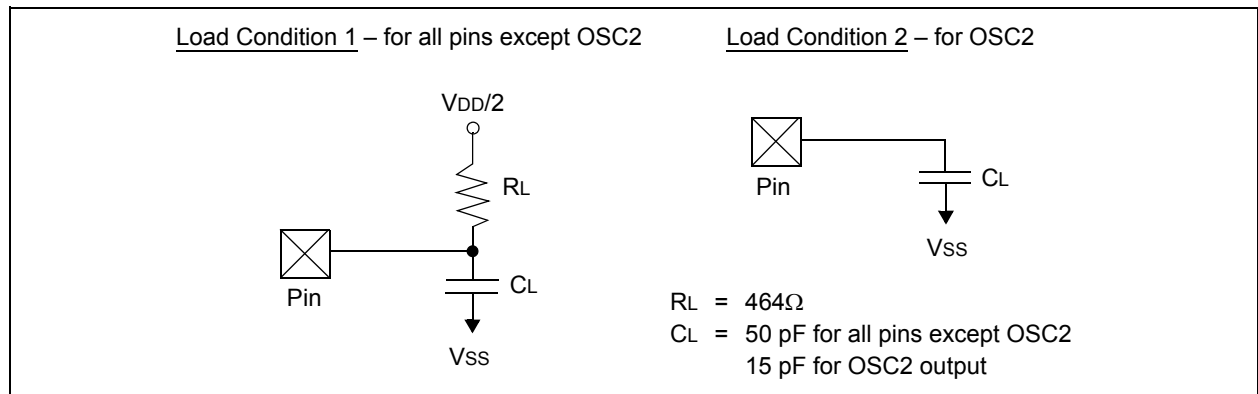 Load Condition 1 – for all pins except OSC2
Load Condition 2 – for OSC2
VDD/2
RL
Pin
CL
VSS
Pin
CL
VSS
RL = 464Ω
CL = 50 pF for all pins except OSC2
15 pF for OSC2 output